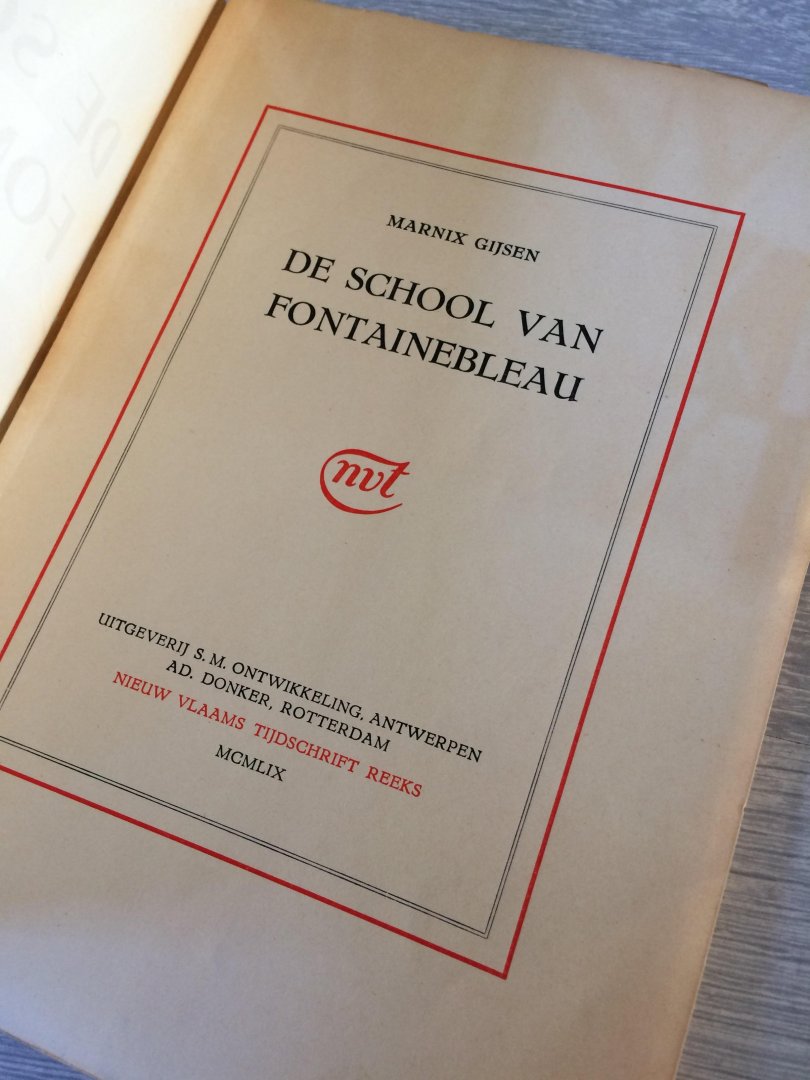 MARNIX GIJSEN
DE SCHOOL VAN
FONTAINEBLEAU
nvt
UITGEVERIJ S. M. ONTWIKKELING, ANTWERPEN
AD. DONKER, ROTTERDAM
NIEUW VLAAMS TIJDSCHRIFT REEKS
MCMLIX